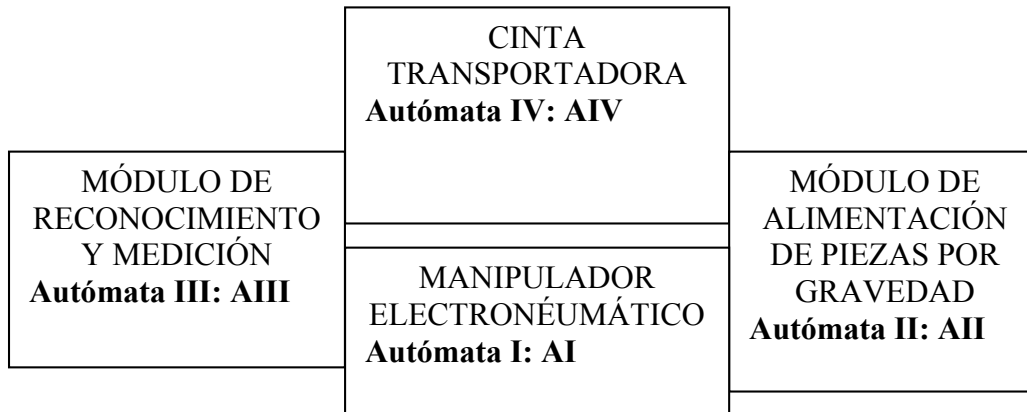 CINTA
TRANSPORTADORA
Autómata IV: AIV
MÓDULO DE
RECONOCIMIENTO
Y MEDICIÓN
Autómata III: AIII
MANIPULADOR
ELECTRONÉUMÁTICO
Autómata I: AI
MÓDULO DE
ALIMENTACIÓN
DE PIEZAS POR
GRAVEDAD
Autómata II: AII